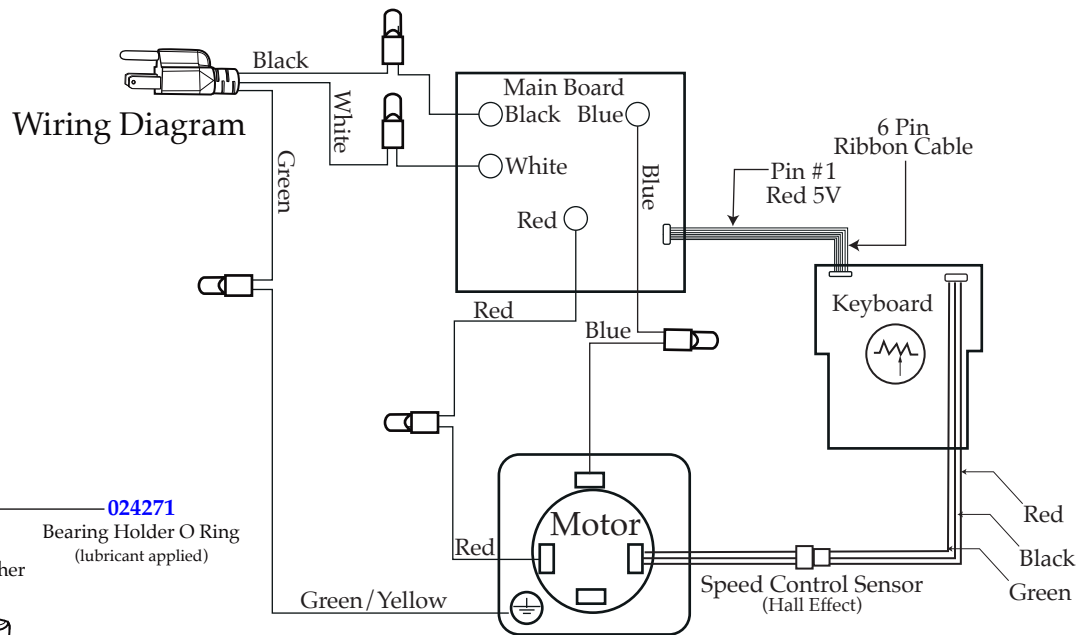 Wiring Diagram
Black
White
Green
Main Board
Black
Blue
White
Red
Blue
6 Pin
Ribbon Cable
Pin #1
Red 5V
Keyboard
Red
Blue
024271
Bearing Holder O Ring
(lubricant applied)
her
Motor
Red
Green/Yellow
Speed Control Sensor
(Hall Effect)
Red
Black
Green